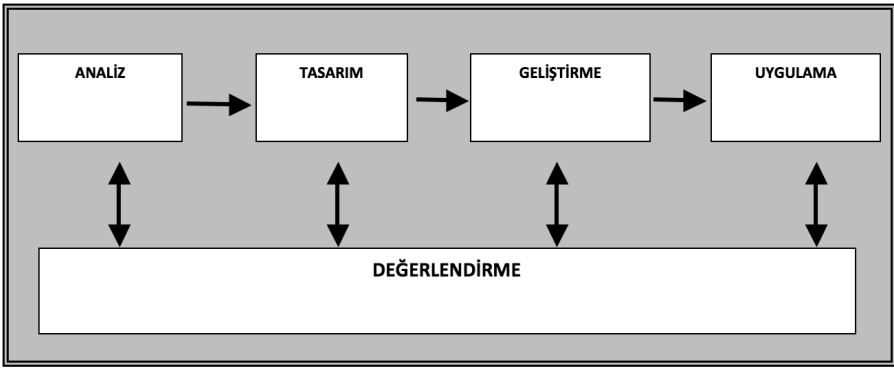 ANALİZ
TASARIM
GELİŞTİRME
UYGULAMA
DEĞERLENDİRME